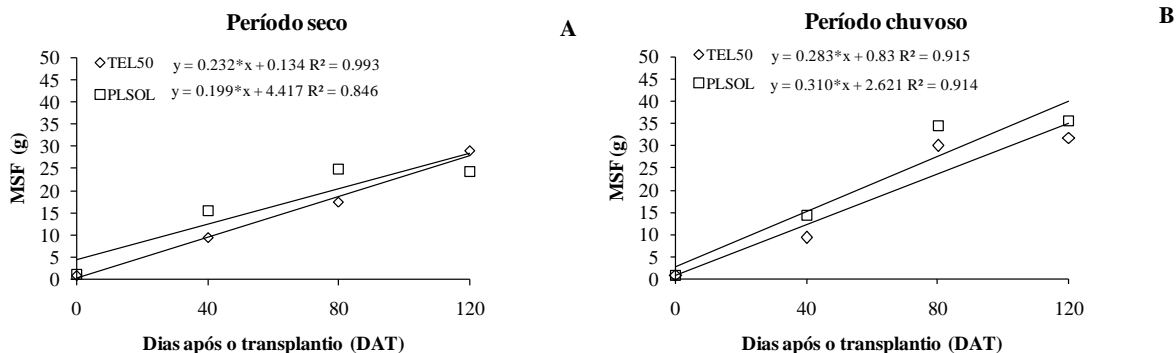 Período seco
A
MSF (g)
50
45
40
35
30
25
20
15
10
5
0
TEL50 y = 0.232*x + 0.134 R² = 0.993
PLSOL y = 0.199*x + 4.417 R² = 0.846
0 40 80 120
Dias após o transplantio (DAT)
Período chuvoso
B
MSF (g)
50
45
40
35
30
25
20
15
10
5
0
TEL50 y = 0.283*x + 0.83 R² = 0.915
PLSOL y = 0.310*x + 2.621 R² = 0.914
0 40 80 120
Dias após o transplantio (DAT)